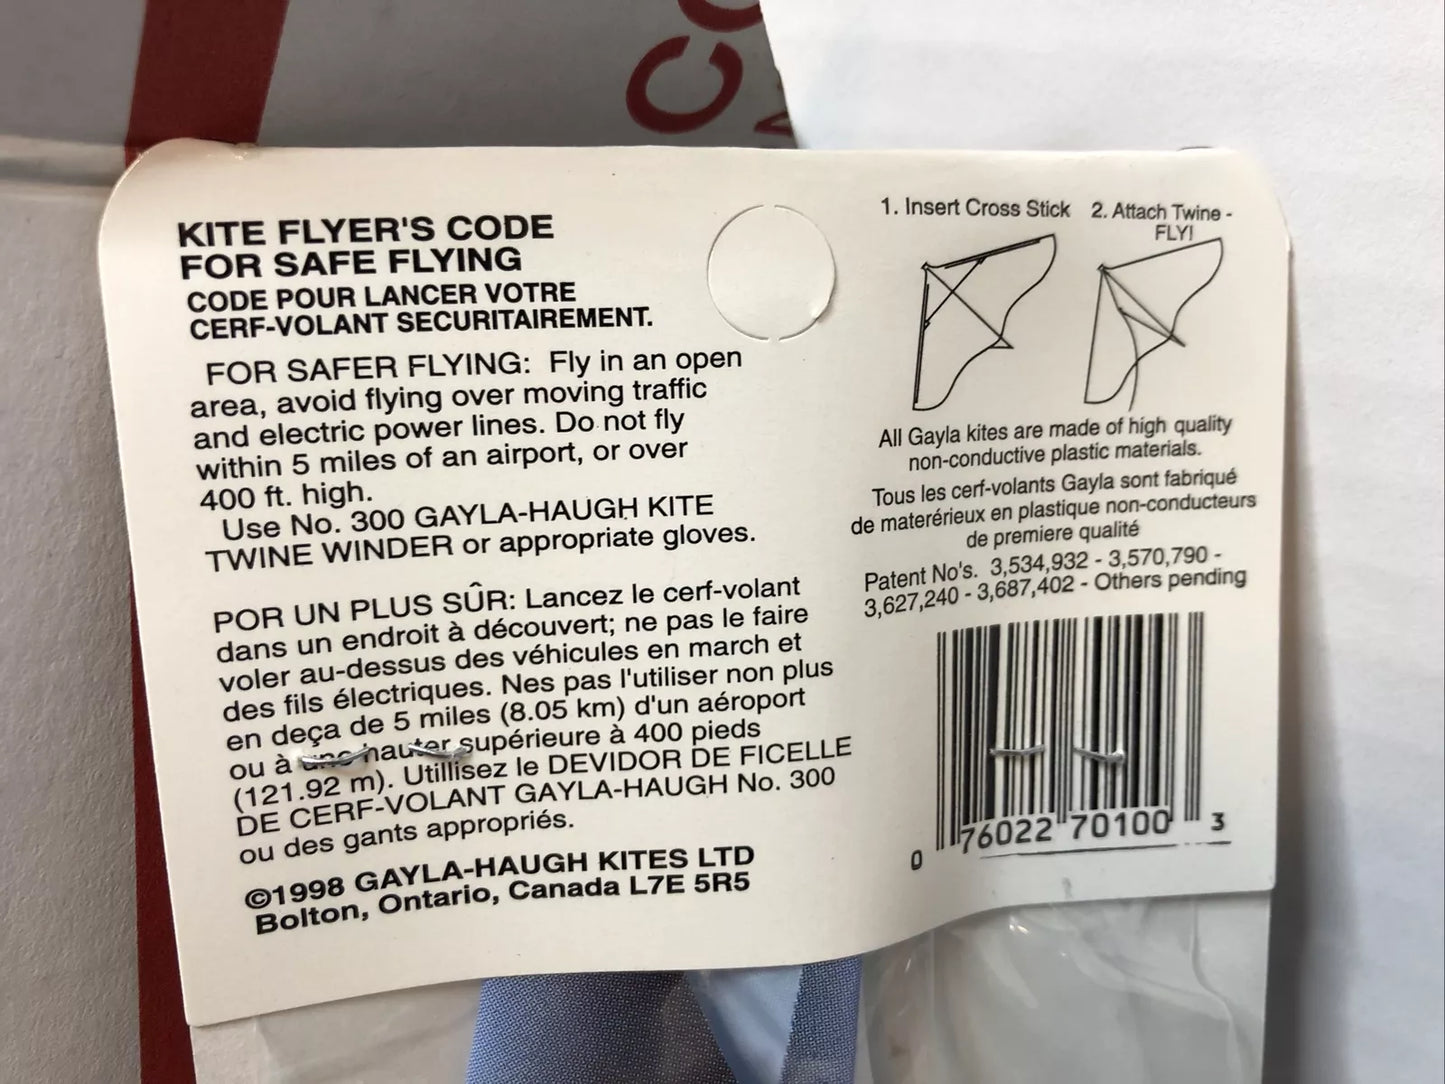 CO
KITE FLYER'S CODE
FOR SAFE FLYING
CODE POUR LANCER VOTRE
CERF-VOLANT SECURITAIREMENT.
FOR SAFER FLYING: Fly in an open
area, avoid flying over moving traffic
and electric power lines. Do not fly
within 5 miles of an airport, or over
400 ft. high.
Use No. 300 GAYLA-HAUGH KITE
TWINE WINDER or appropriate gloves.
POR UN PLUS SÛR: Lancez le cerf-volant
dans un endroit à découvert; ne pas le faire
voler au-dessus des véhicules en march et
des fils électriques. Nes pas l'utiliser non plus
en deça de 5 miles (8.05 km) d'un aéroport
ou à une hauter supérieure à 400 pieds
(121.92 m). Utillisez le DEVIDOR DE FICELLE
DE CERF-VOLANT GAYLA-HAUGH No. 300
ou des gants appropriés.
©1998 GAYLA-HAUGH KITES LTD
Bolton, Ontario, Canada L7E 5R5
1. Insert Cross Stick
2. Attach Twine -
FLY!
All Gayla kites are made of high quality
non-conductive plastic materials.
Tous les cerf-volants Gayla sont fabriqué
de materérieux en plastique non-conducteurs
de premiere qualité
Patent No's. 3,534,932 - 3,570,790 -
3,627,240 - 3,687,402 - Others pending
0 76022 70100 3